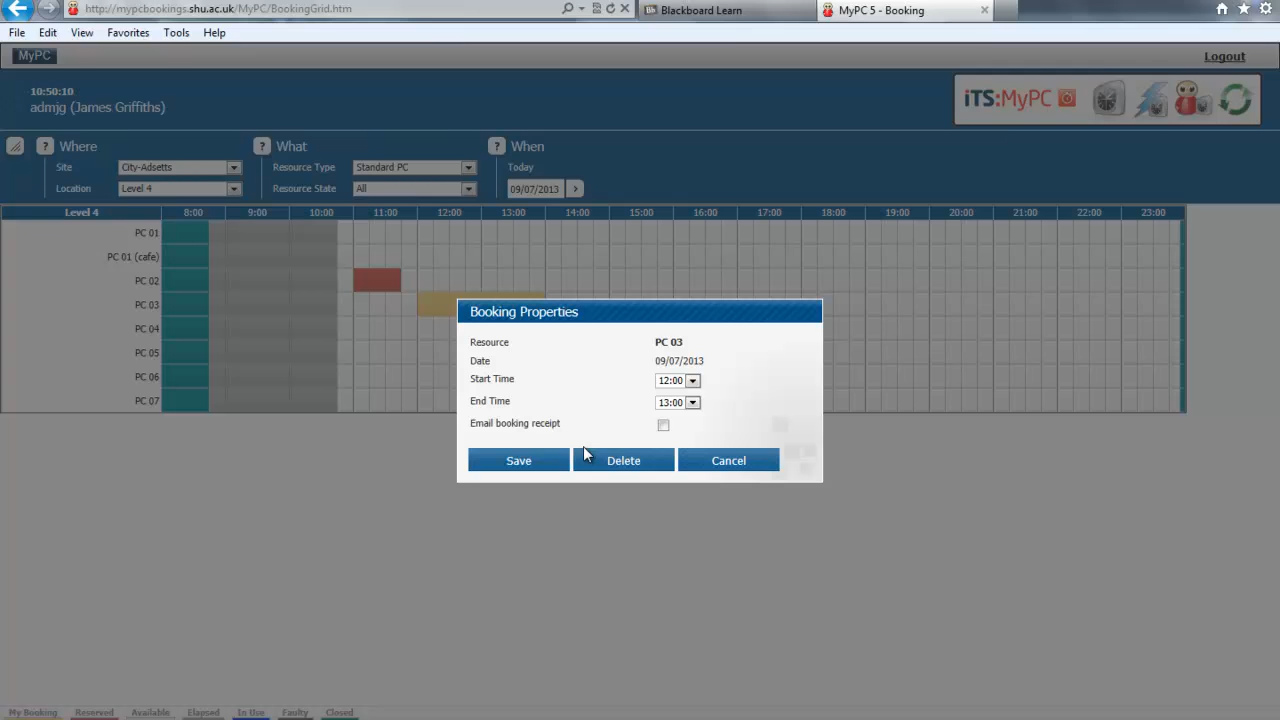 http://mypcbookings.shu.ac.uk/MyPC/BookingGrid.htm
Blackboard Learn
MyPC 5 - Booking
File Edit View Favorites Tools Help
MyPC Logout
10:50:10
admjg (James Griffiths)
iTS:MyPC
? Where ? What ? When
Site City-Adsetts Resource Type Standard PC Today
Location Level 4 Resource State All 09/07/2013 >
Level 4 8:00 9:00 10:00 11:00 12:00 13:00 14:00 15:00 16:00 17:00 18:00 19:00 20:00 21:00 22:00 23:00
PC 01
PC 01 (cafe)
PC 02
PC 03
PC 04
PC 05
PC 06
PC 07
Booking Properties
Resource PC 03
Date 09/07/2013
Start Time 12:00
End Time 13:00
Email booking receipt
Save Delete Cancel
My Booking Reserved Available Elapsed In Use Faulty Closed